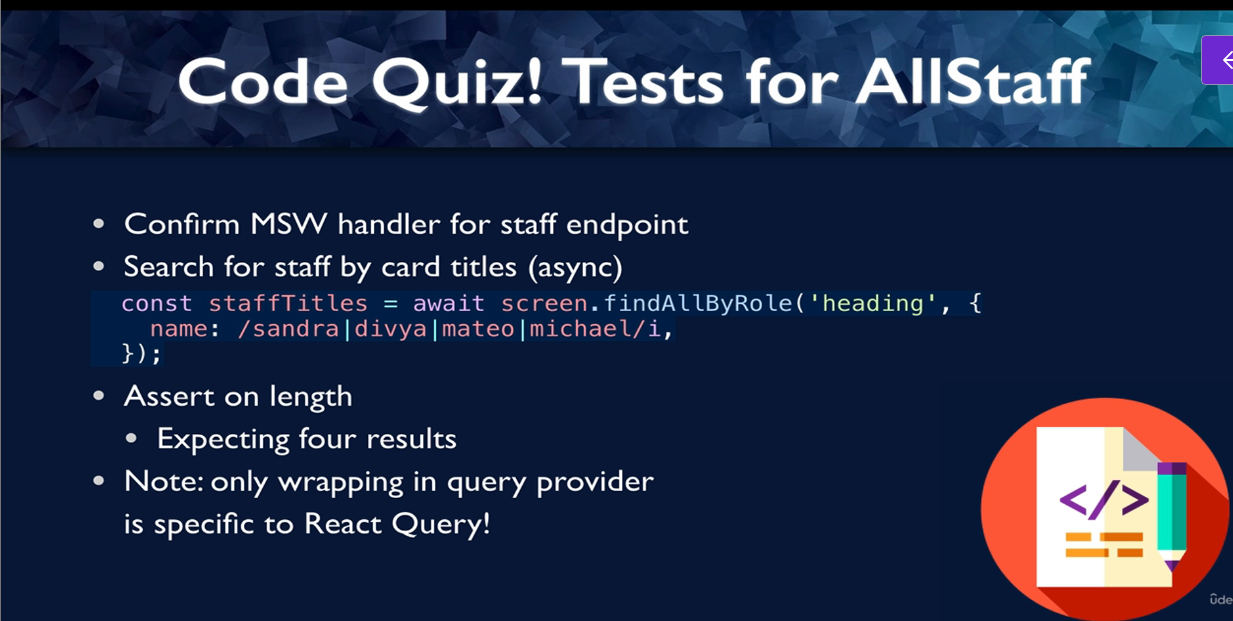 Code Quiz! Tests for AllStaff
• Confirm MSW handler for staff endpoint
• Search for staff by card titles (async)
const staffTitles = await screen.findAllByRole('heading', {
  name: /sandra|divya|mateo|michael/i,
});
• Assert on length
• Expecting four results
• Note: only wrapping in query provider
is specific to React Query!
</>